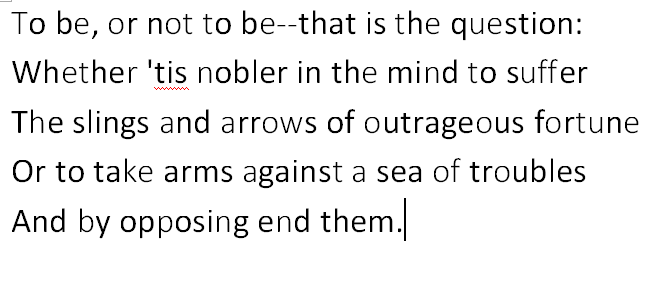 To be, or not to be--that is the question:
Whether 'tis nobler in the mind to suffer
The slings and arrows of outrageous fortune
Or to take arms against a sea of troubles
And by opposing end them.